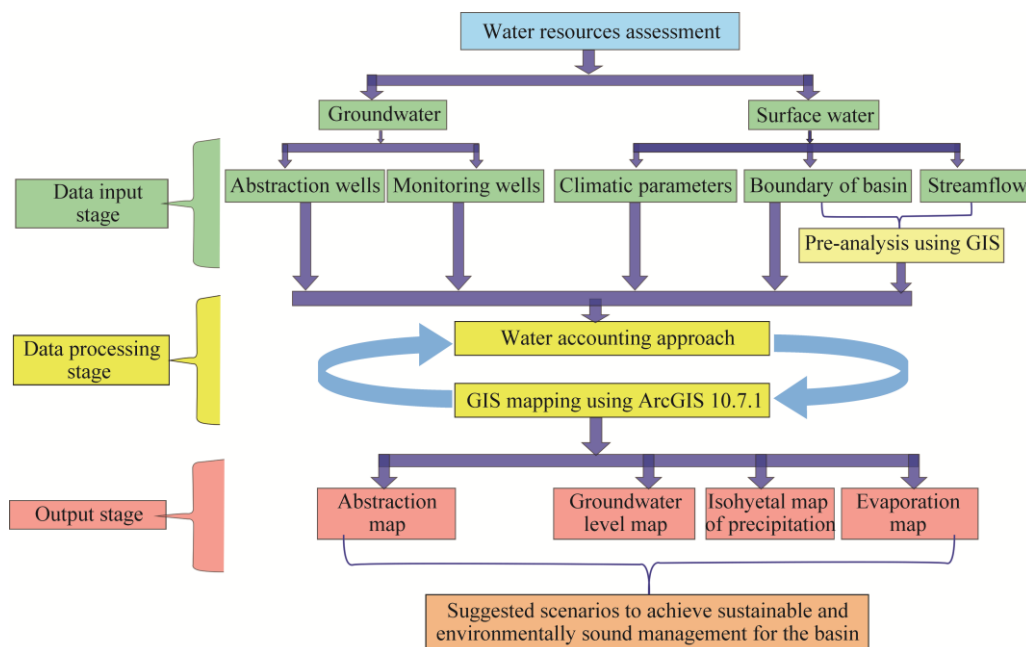 Water resources assessment
Groundwater
Surface water
Data input
stage
Abstraction wells
Monitoring wells
Climatic parameters
Boundary of basin
Streamflow
Pre-analysis using GIS
Data processing
stage
Water accounting approach
GIS mapping using ArcGIS 10.7.1
Output stage
Abstraction
map
Groundwater
level map
Isohyetal map
of precipitation
Evaporation
map
Suggested scenarios to achieve sustainable and
environmentally sound management for the basin